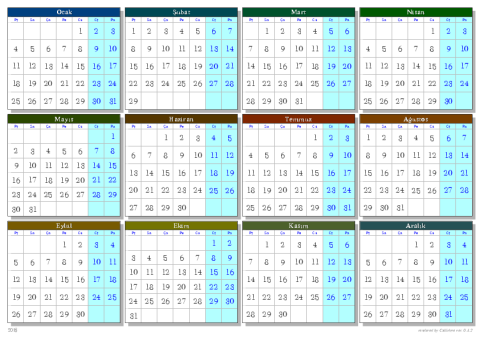 Ocak
1 2 3
4 5 6 7 8 9 10
11 12 13 14 15 16 17
18 19 20 21 22 23 24
25 26 27 28 29 30 31
Şubat
1 2 3 4 5 6 7
8 9 10 11 12 13 14
15 16 17 18 19 20 21
22 23 24 25 26 27 28
29
Mart
1 2 3 4 5 6
7 8 9 10 11 12 13
14 15 16 17 18 19 20
21 22 23 24 25 26 27
28 29 30 31
Nisan
1 2 3
4 5 6 7 8 9 10
11 12 13 14 15 16 17
18 19 20 21 22 23 24
25 26 27 28 29 30
Mayıs
1
2 3 4 5 6 7 8
9 10 11 12 13 14 15
16 17 18 19 20 21 22
23 24 25 26 27 28 29
30 31
Haziran
1 2 3 4 5
6 7 8 9 10 11 12
13 14 15 16 17 18 19
20 21 22 23 24 25 26
27 28 29 30
Temmuz
1 2 3
4 5 6 7 8 9 10
11 12 13 14 15 16 17
18 19 20 21 22 23 24
25 26 27 28 29 30 31
Ağustos
1 2 3 4 5 6 7
8 9 10 11 12 13 14
15 16 17 18 19 20 21
22 23 24 25 26 27 28
29 30 31
Eylül
1 2 3 4
5 6 7 8 9 10 11
12 13 14 15 16 17 18
19 20 21 22 23 24 25
26 27 28 29 30
Ekim
1 2
3 4 5 6 7 8 9
10 11 12 13 14 15 16
17 18 19 20 21 22 23
24 25 26 27 28 29 30
31
Kasım
1 2 3 4 5 6
7 8 9 10 11 12 13
14 15 16 17 18 19 20
21 22 23 24 25 26 27
28 29 30
Aralık
1 2 3 4
5 6 7 8 9 10 11
12 13 14 15 16 17 18
19 20 21 22 23 24 25
26 27 28 29 30 31
2016